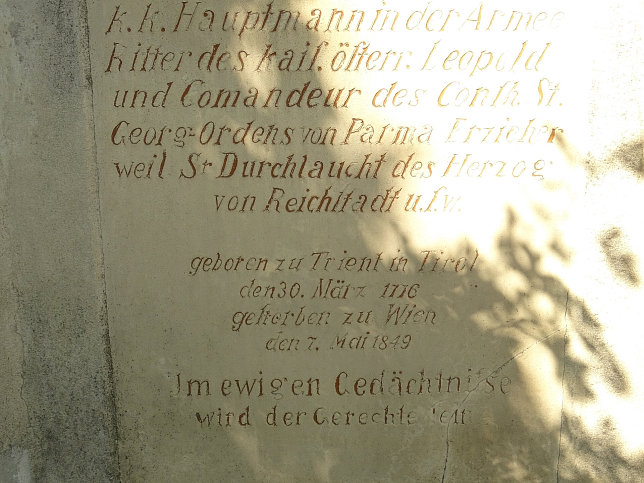 k. k. Hauptmann in der Armee
Ritter des kaiſ. öſterr. Leopold
und Comandeur des Conſt. St.
Georg-Ordens von Parma Erzieher
weil Sr Durchlaucht des Herzog
von Reichſtadt u.ſ.w.
geboren zu Trient in Tirol
den 30. März 1776
geſtorben zu Wien
den 7. Mai 1849
Im ewigen Gedächtniſse
wird der Gerechte ſein